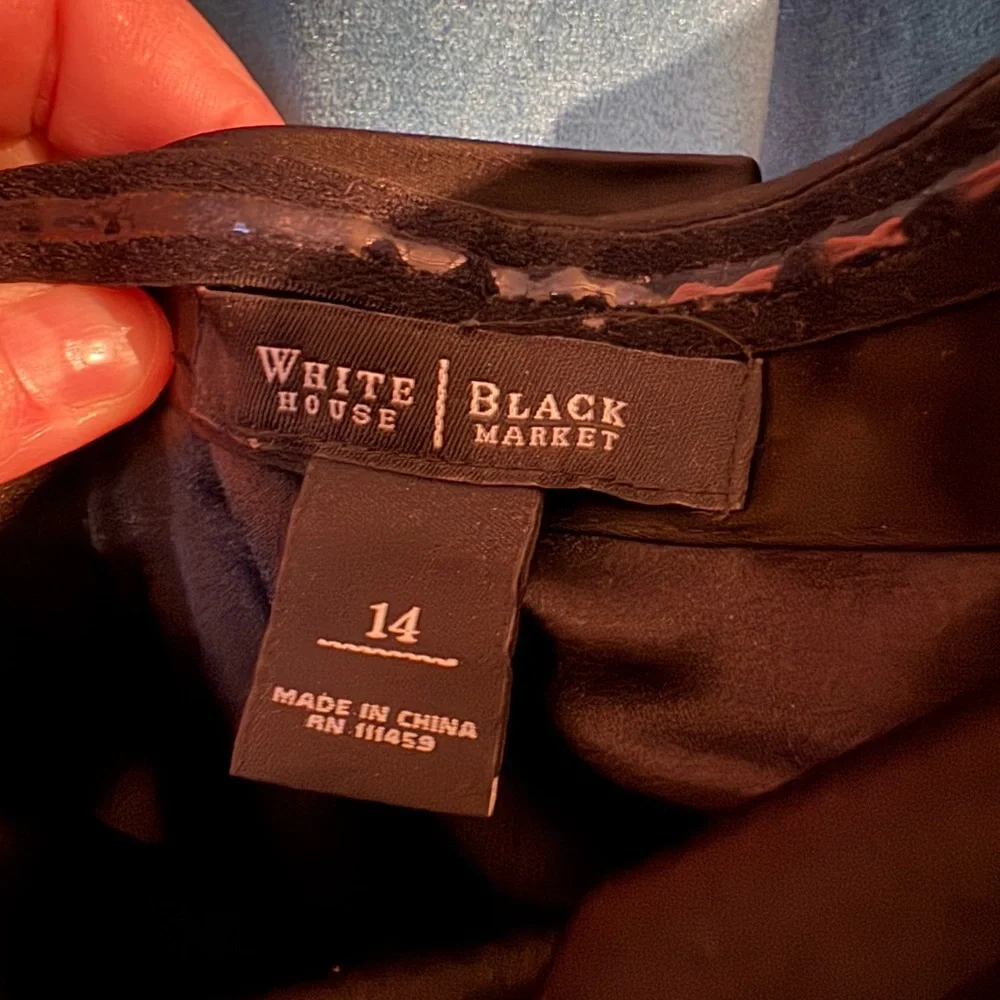 WHITE HOUSE | BLACK MARKET
14
MADE IN CHINA
RN 111459